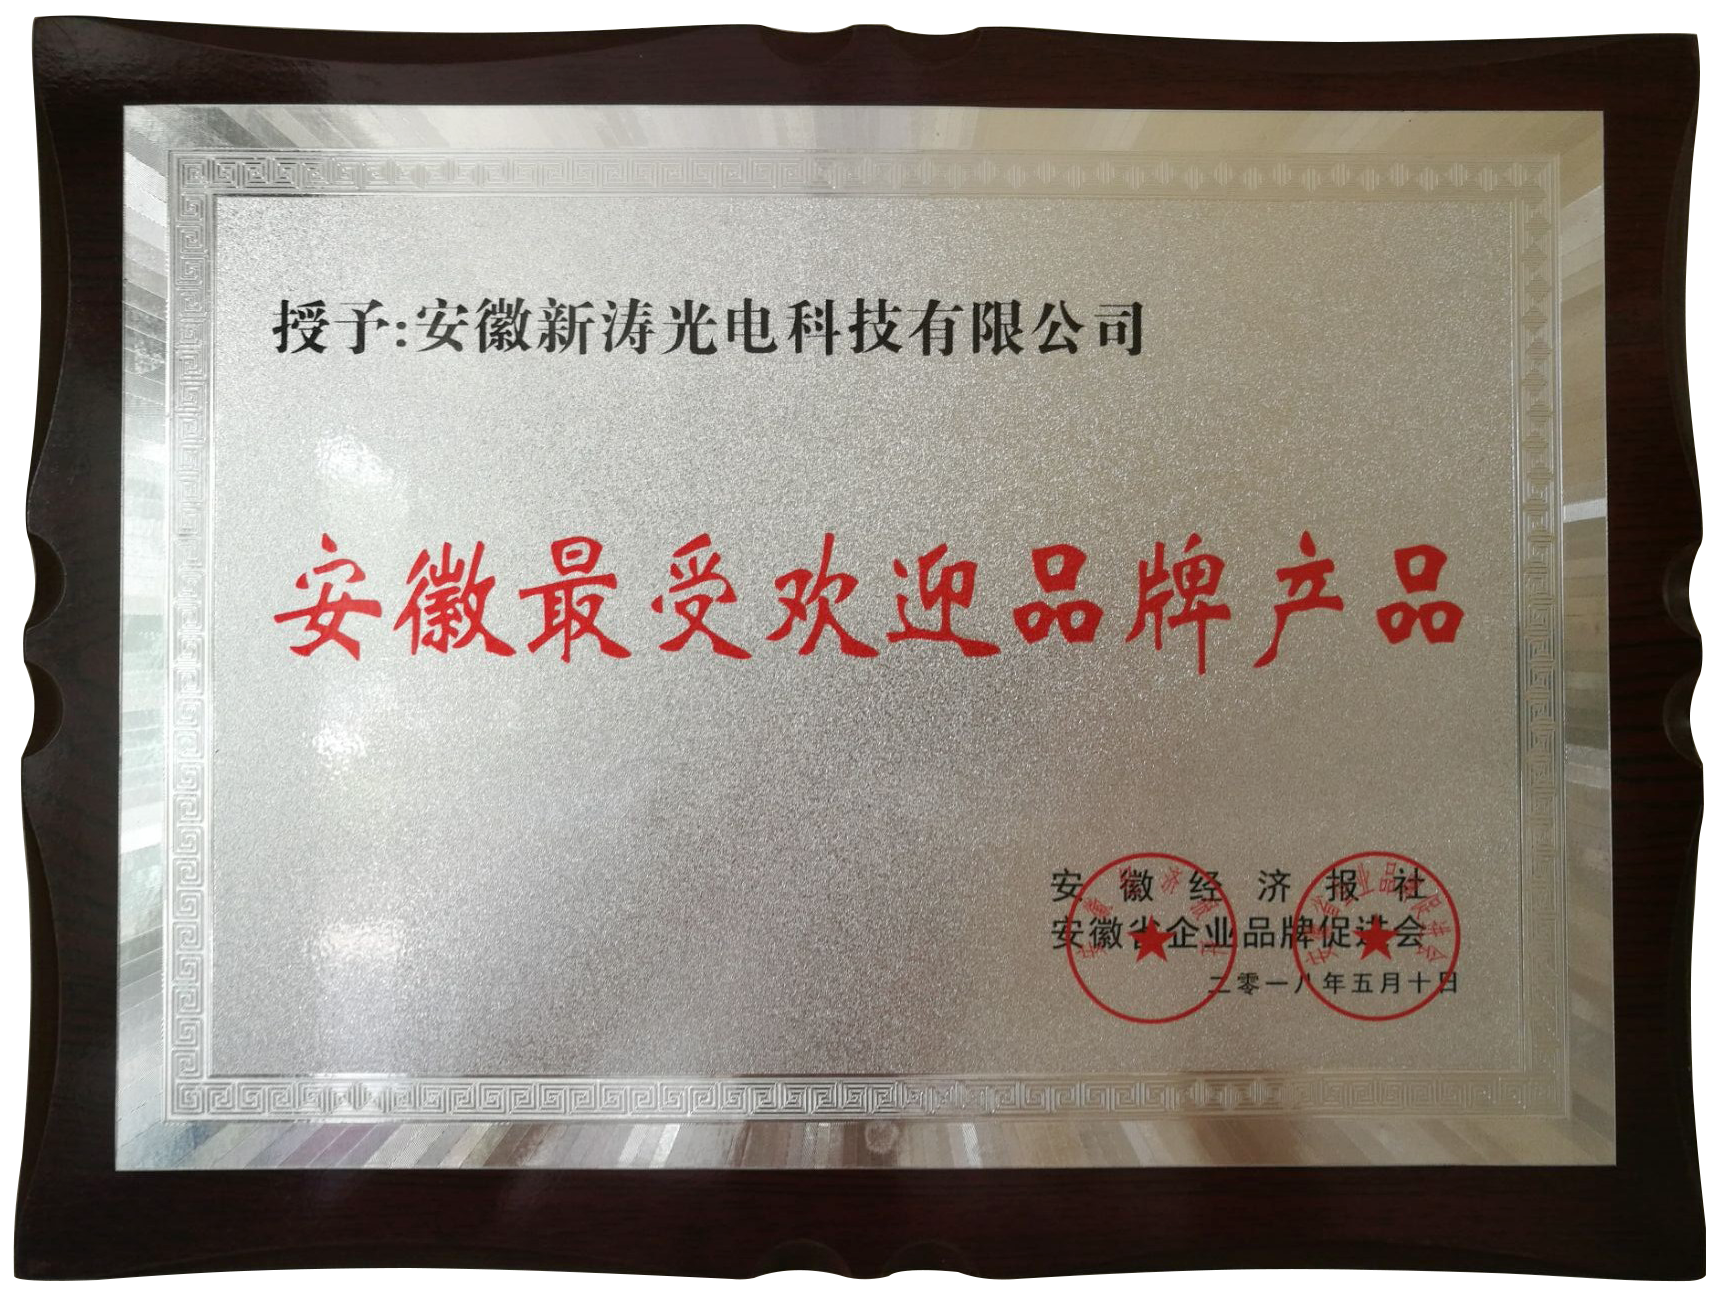 授予:安徽新涛光电科技有限公司
安徽最受欢迎品牌产品
安徽经济报社
安徽省企业品牌促进会
二零一八年五月十日